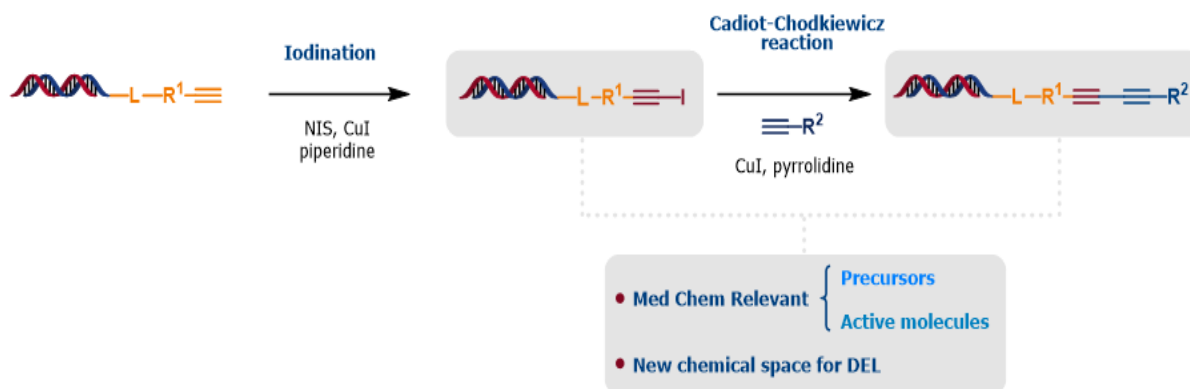 Iodination
L—R¹
NIS, CuI
piperidine
L—R¹
I
Cadiot-Chodkiewicz
reaction
R²
CuI, pyrrolidine
L—R¹
R²
Med Chem Relevant
Precursors
Active molecules
New chemical space for DEL